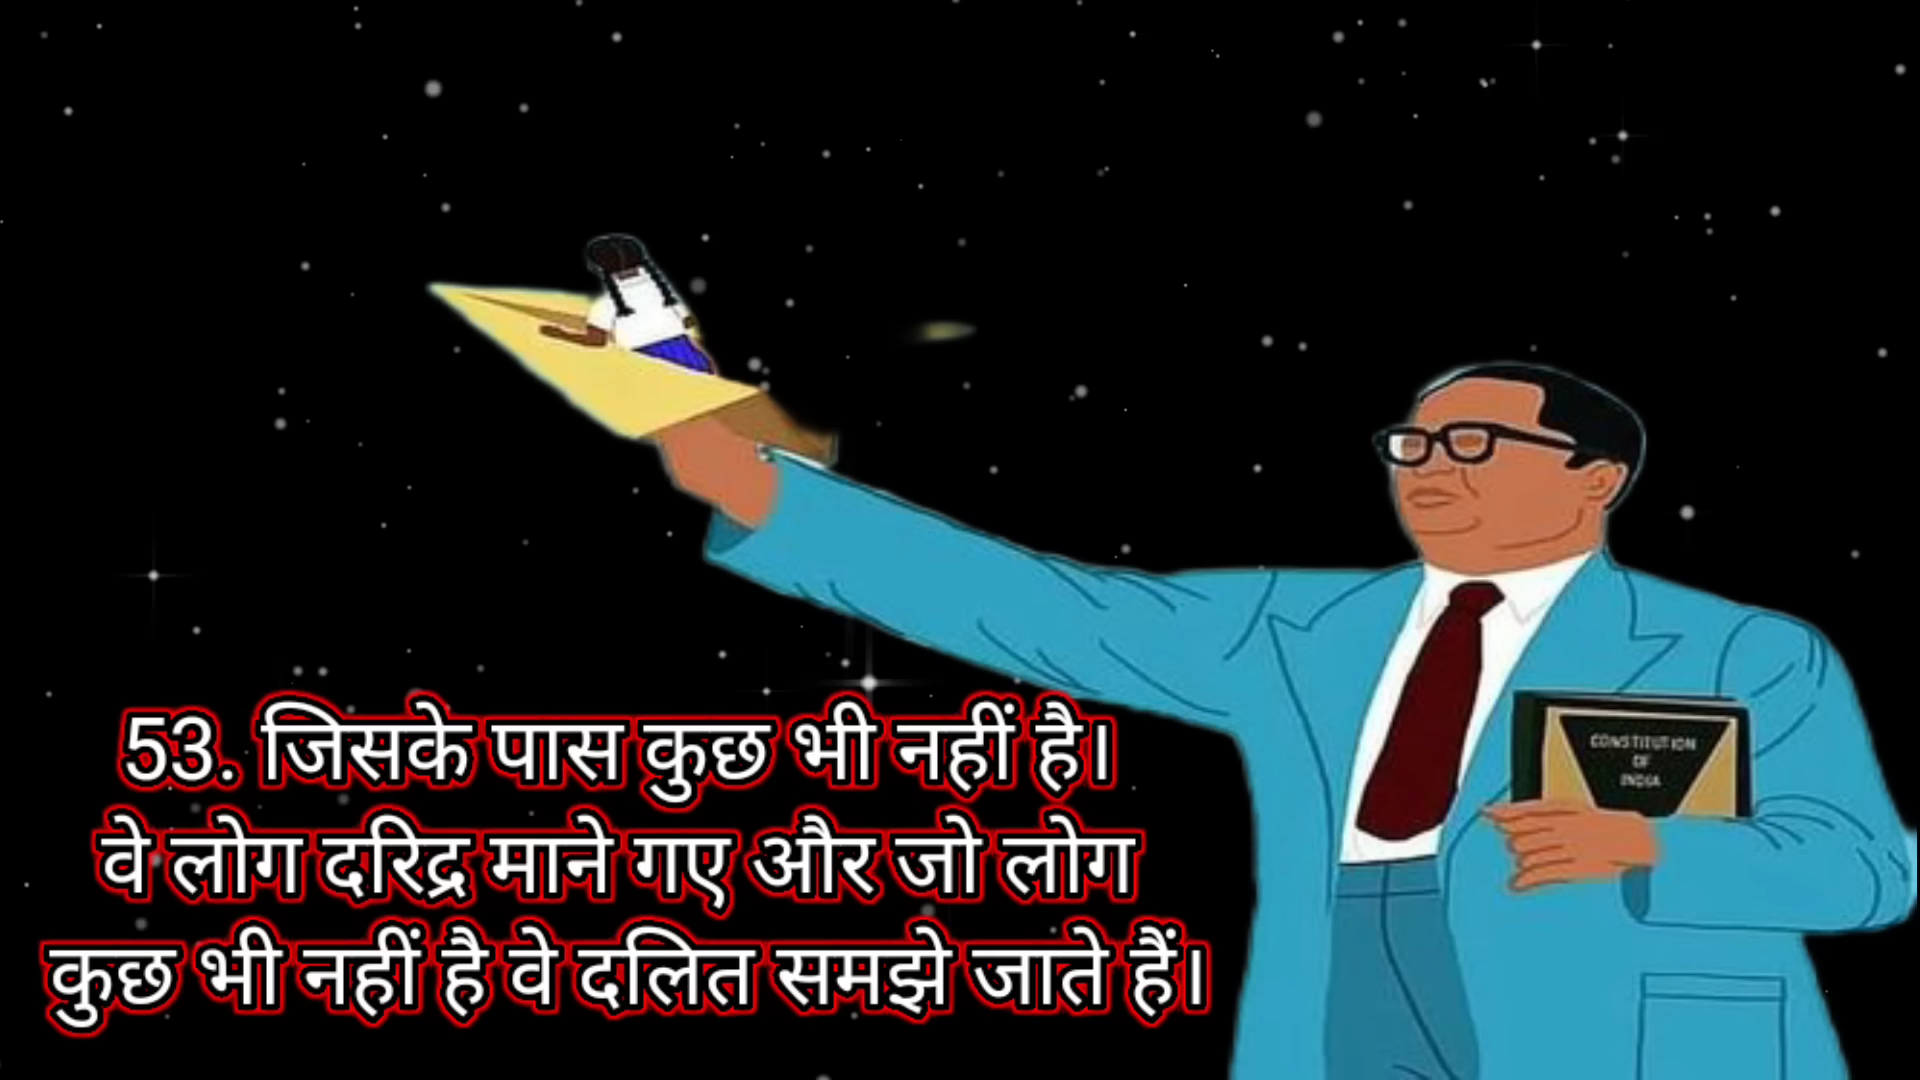 53. जिसके पास कुछ भी नहीं है।
वे लोग दरिद्र माने गए और जो लोग
कुछ भी नहीं है वे दलित समझे जाते हैं।
CONSTITUTION
OF
INDIA